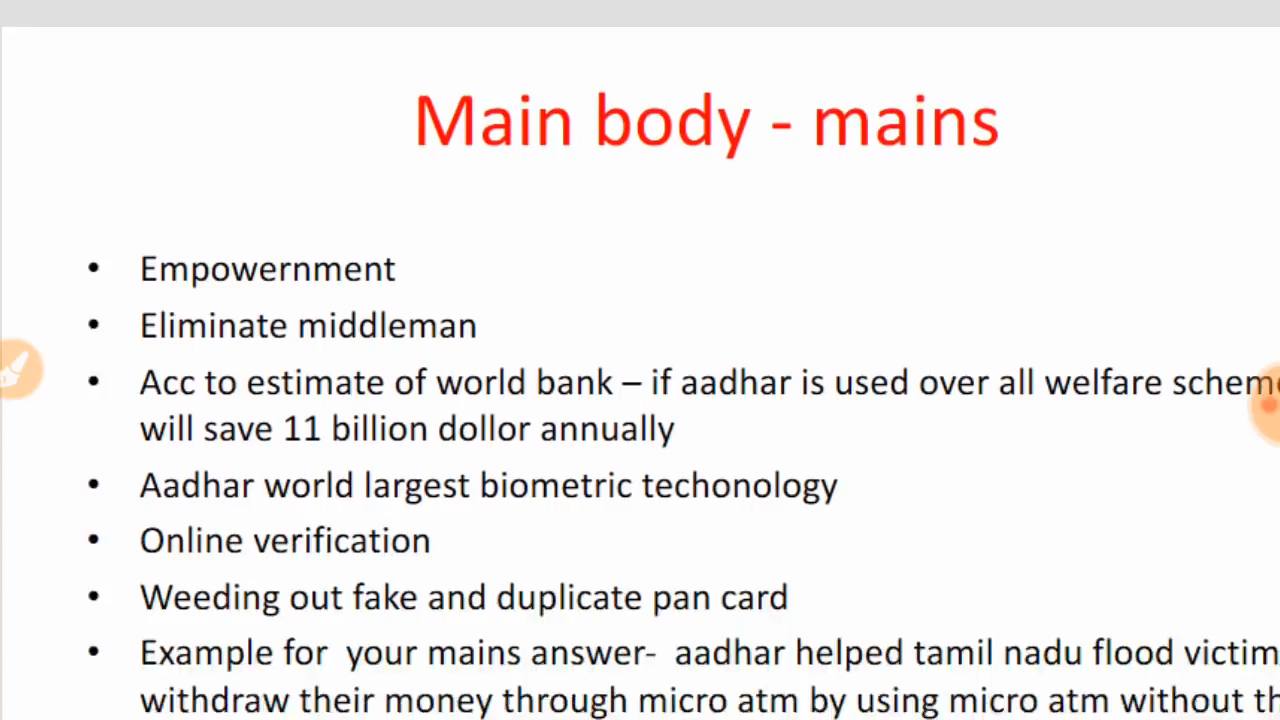 Main body - mains
• Empowernment
• Eliminate middleman
• Acc to estimate of world bank – if aadhar is used over all welfare
will save 11 billion dollor annually
• Aadhar world largest biometric techonology
• Online verification
• Weeding out fake and duplicate pan card
• Example for your mains answer- aadhar helped tamil nadu flood
withdraw their money through micro atm by using micro atm without